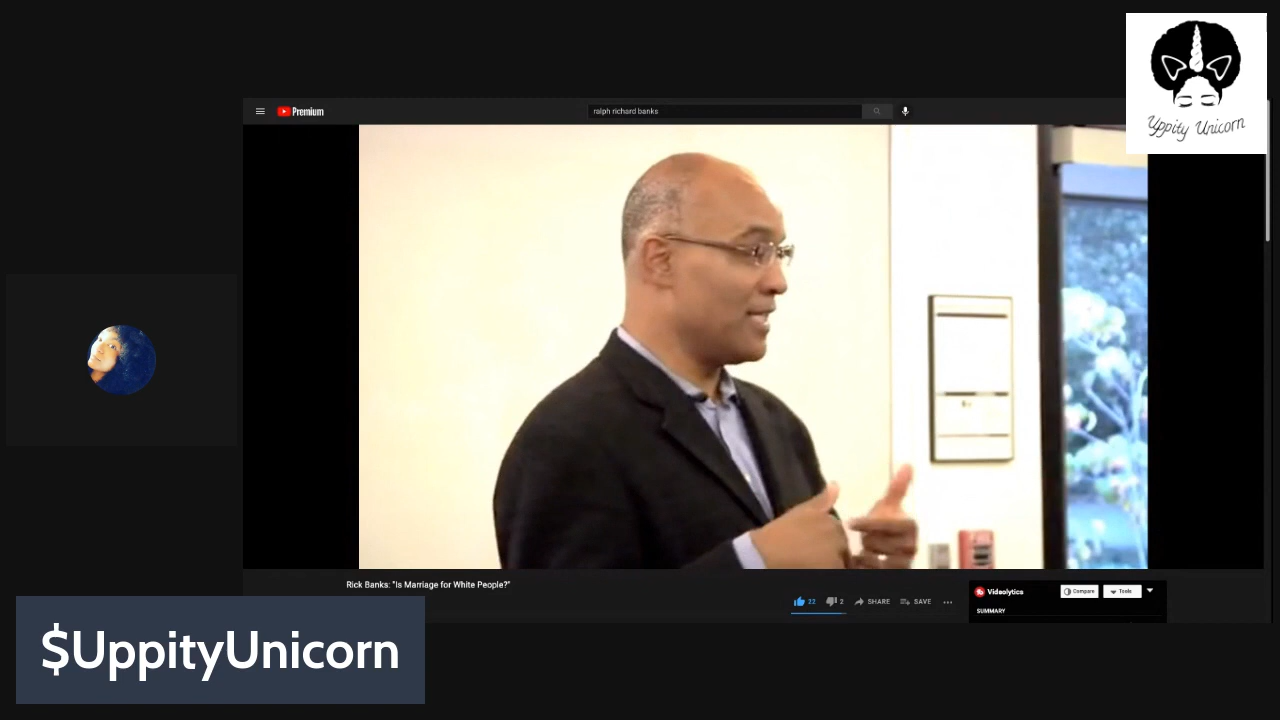 Premium
ralph richard banks
Uppity Unicorn
Rick Banks: "Is Marriage for White People?"
22
2
SHARE
SAVE
Videolytics
Compare
Tools
SUMMARY
$UppityUnicorn